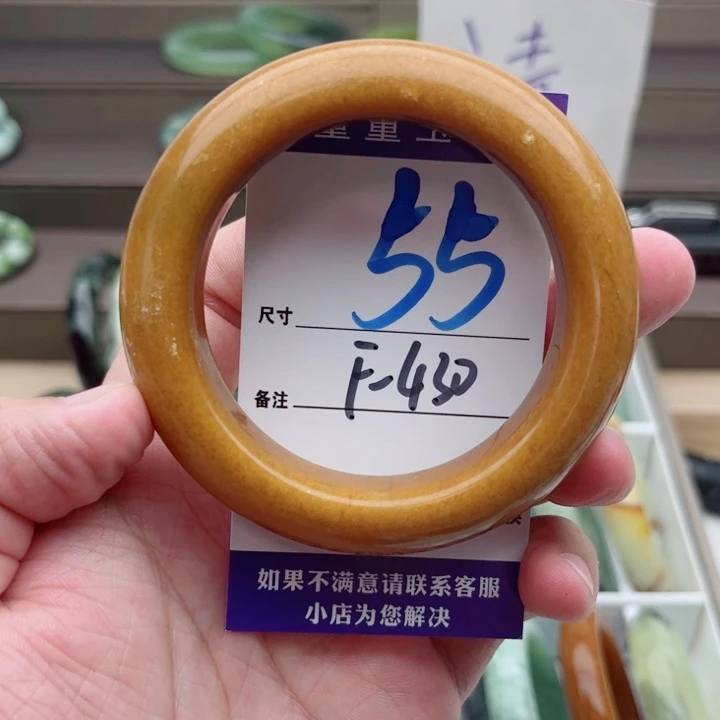 55
尺寸
备注 F-430
如果不满意请联系客服
小店为您解决